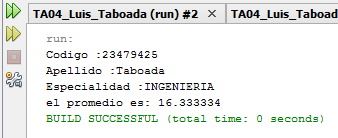 TA04_Luis_Taboada (run) #2 × TA04_Luis_Taboad
run:
Codigo :23479425
Apellido :Taboada
Especialidad :INGENIERIA
el promedio es: 16.333334
BUILD SUCCESSFUL (total time: 0 seconds)